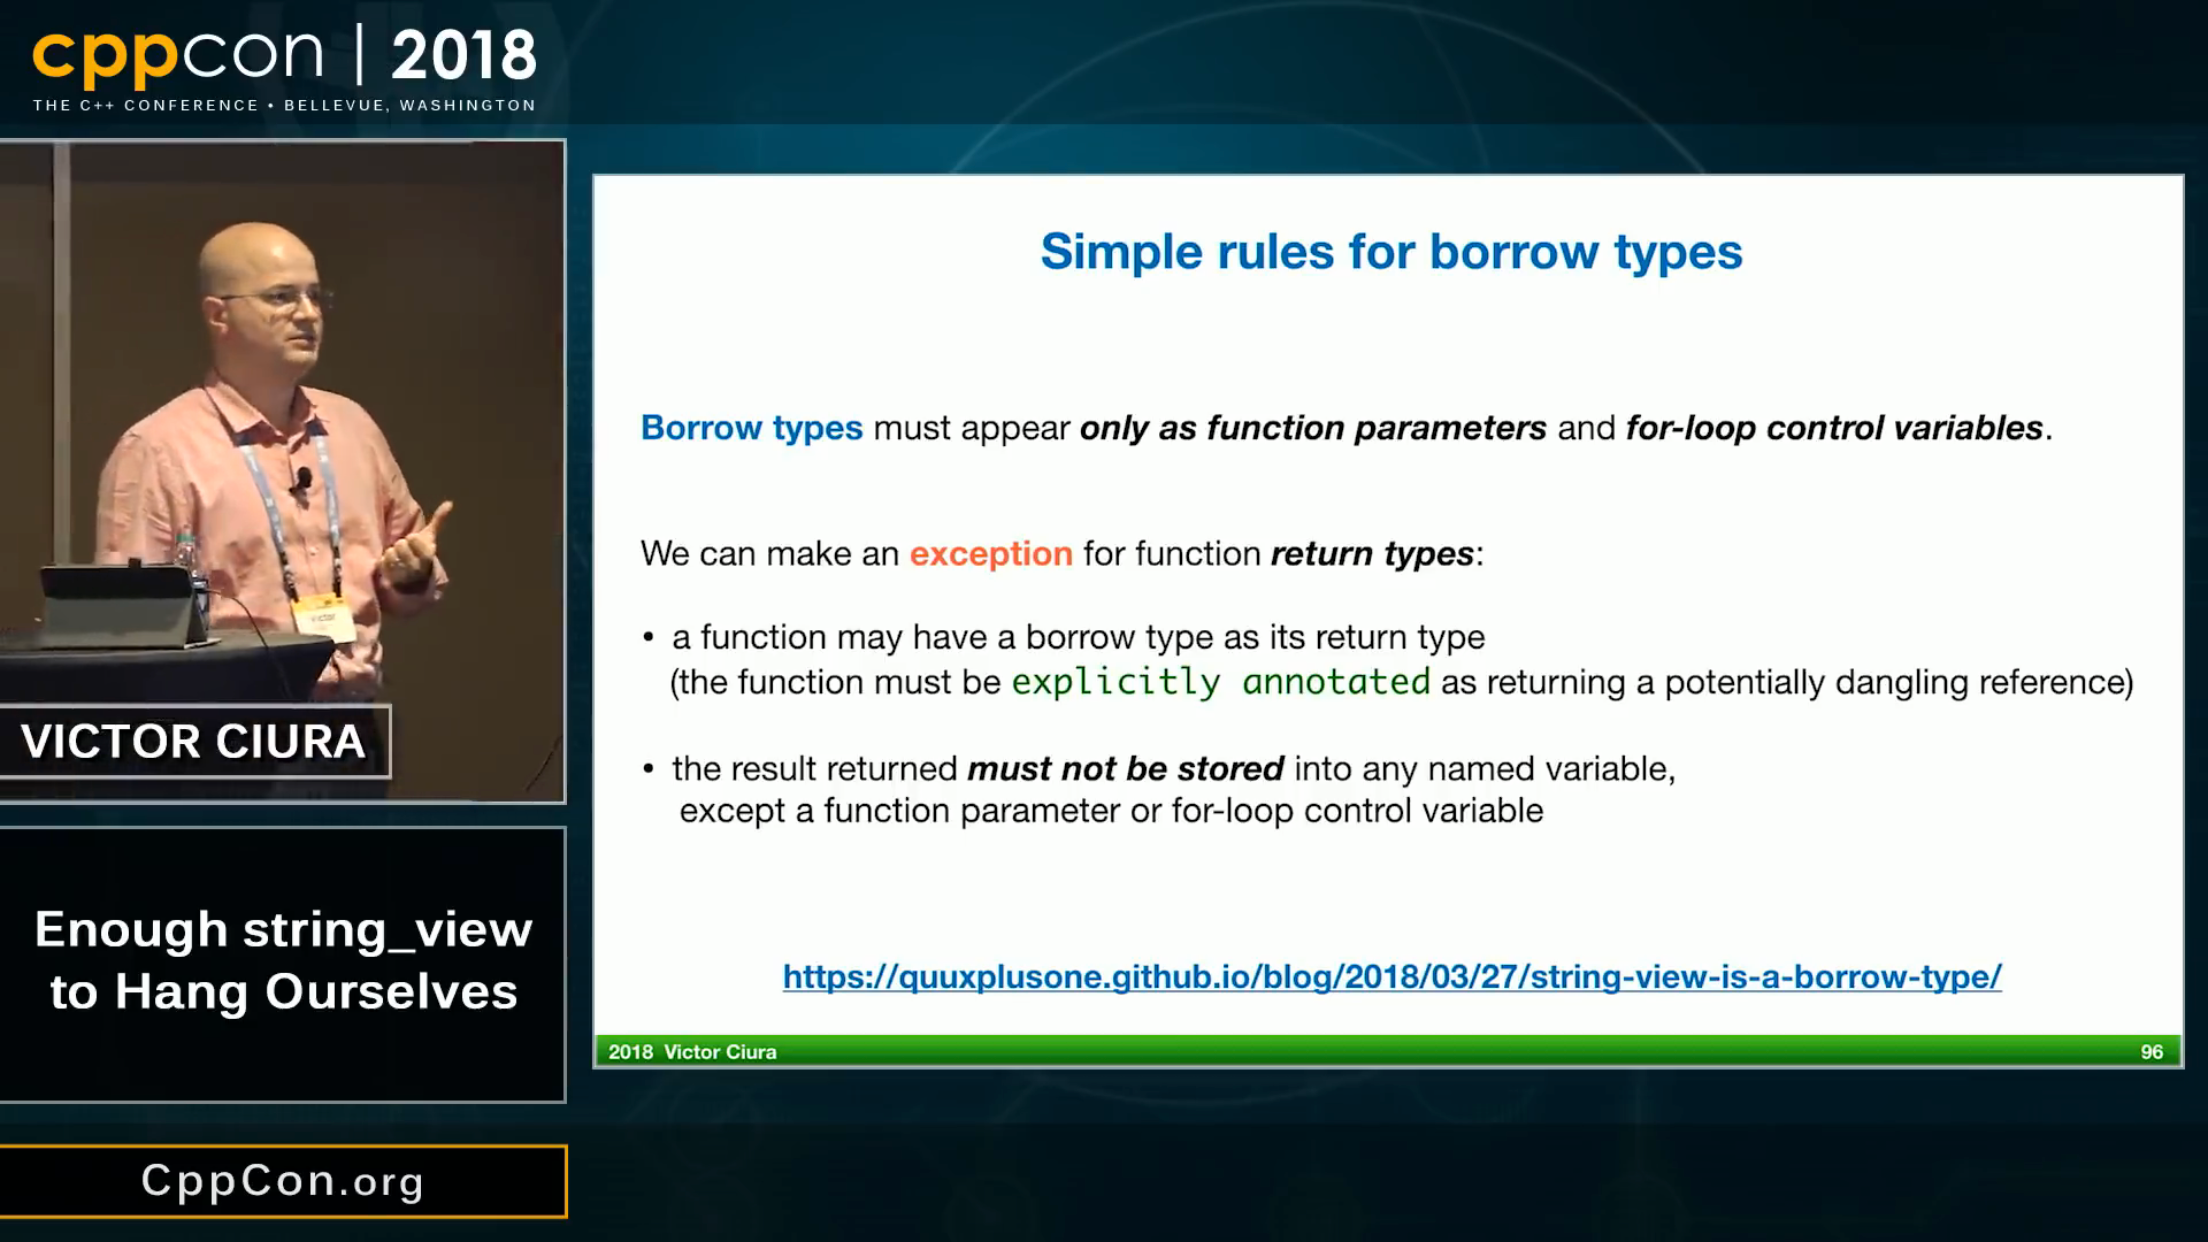 cppcon | 2018
THE C++ CONFERENCE • BELLEVUE, WASHINGTON
Victor
VICTOR CIURA
Enough string_view
to Hang Ourselves
CppCon.org
Simple rules for borrow types
Borrow types must appear only as function parameters and for-loop control variables.
We can make an exception for function return types:
• a function may have a borrow type as its return type
(the function must be explicitly annotated as returning a potentially dangling reference)
• the result returned must not be stored into any named variable,
except a function parameter or for-loop control variable
https://quuxplusone.github.io/blog/2018/03/27/string-view-is-a-borrow-type/
2018 Victor Ciura
96